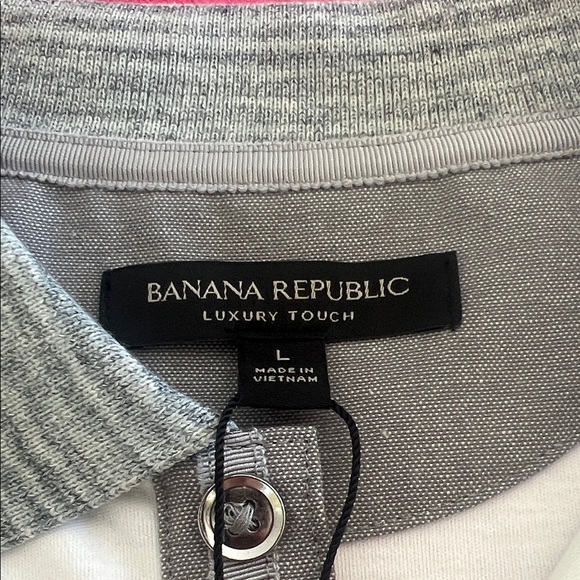 BANANA REPUBLIC
LUXURY TOUCH
L
MADE IN
VIETNAM